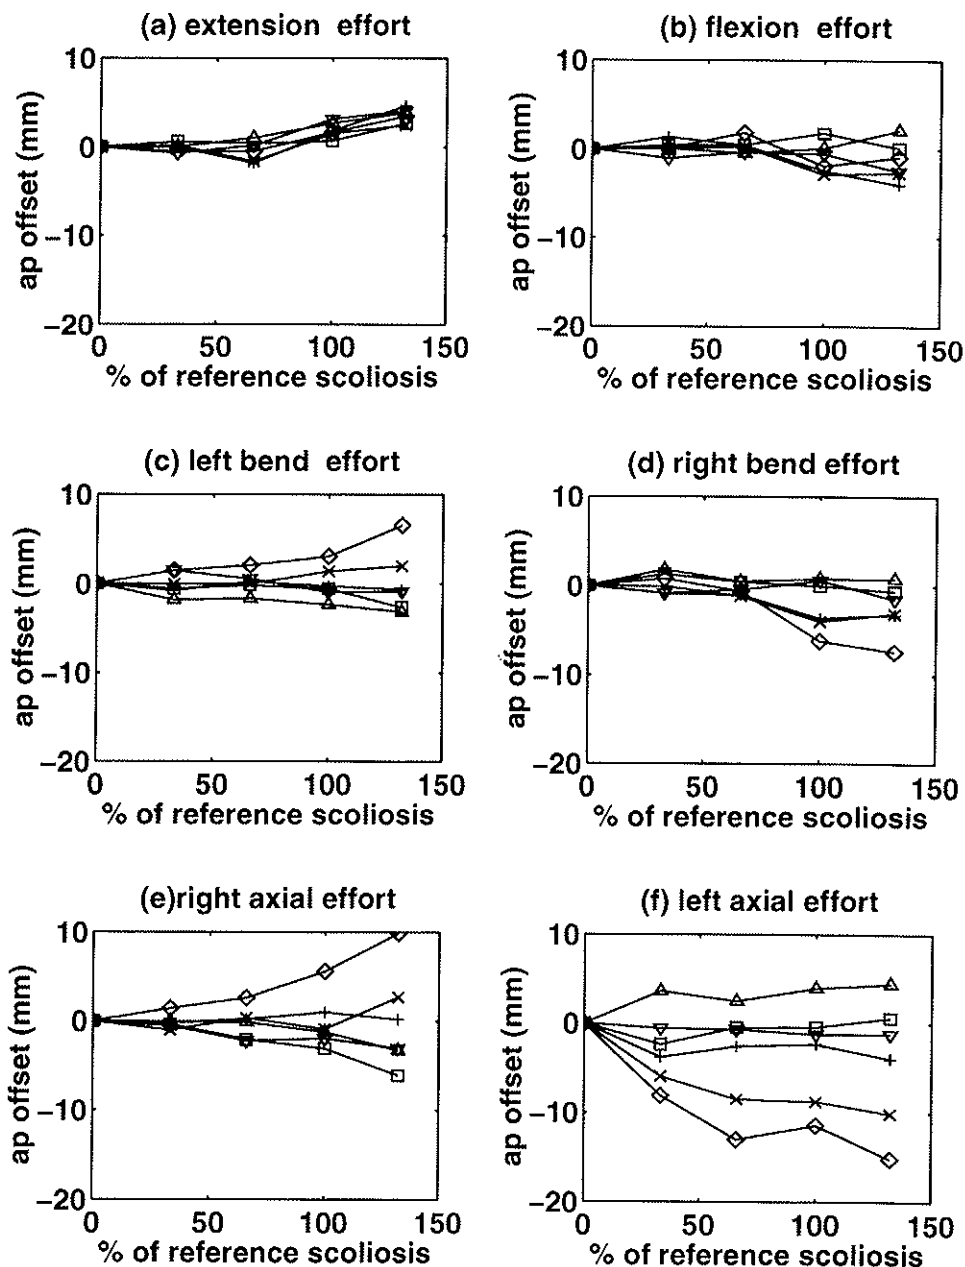 (a) extension effort
10
0
−10
−20
ap offset (mm)
0 50 100 150
% of reference scoliosis
(b) flexion effort
10
0
−10
−20
ap offset (mm)
0 50 100 150
% of reference scoliosis
(c) left bend effort
10
0
−10
−20
ap offset (mm)
0 50 100 150
% of reference scoliosis
(d) right bend effort
10
0
−10
−20
ap offset (mm)
0 50 100 150
% of reference scoliosis
(e)right axial effort
10
0
−10
−20
ap offset (mm)
0 50 100 150
% of reference scoliosis
(f) left axial effort
10
0
−10
−20
ap offset (mm)
0 50 100 150
% of reference scoliosis